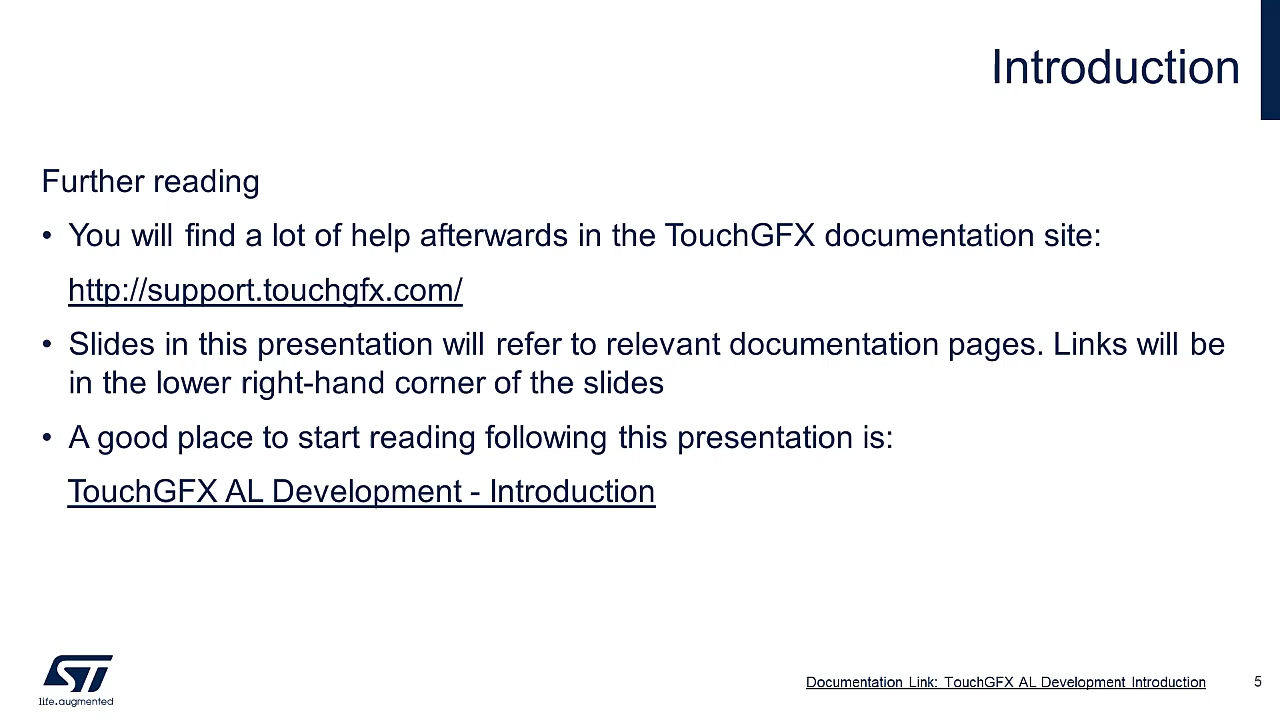 Introduction
Further reading
• You will find a lot of help afterwards in the TouchGFX documentation site:
http://support.touchgfx.com/
• Slides in this presentation will refer to relevant documentation pages. Links will be
in the lower right-hand corner of the slides
• A good place to start reading following this presentation is:
TouchGFX AL Development - Introduction
ST
life.augmented
Documentation Link: TouchGFX AL Development Introduction
5